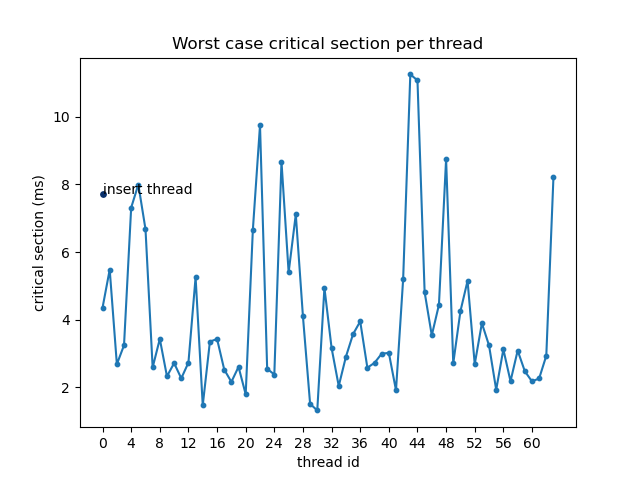 Worst case critical section per thread
critical section (ms)
10
8
6
4
2
insert thread
0 4 8 12 16 20 24 28 32 36 40 44 48 52 56 60
thread id